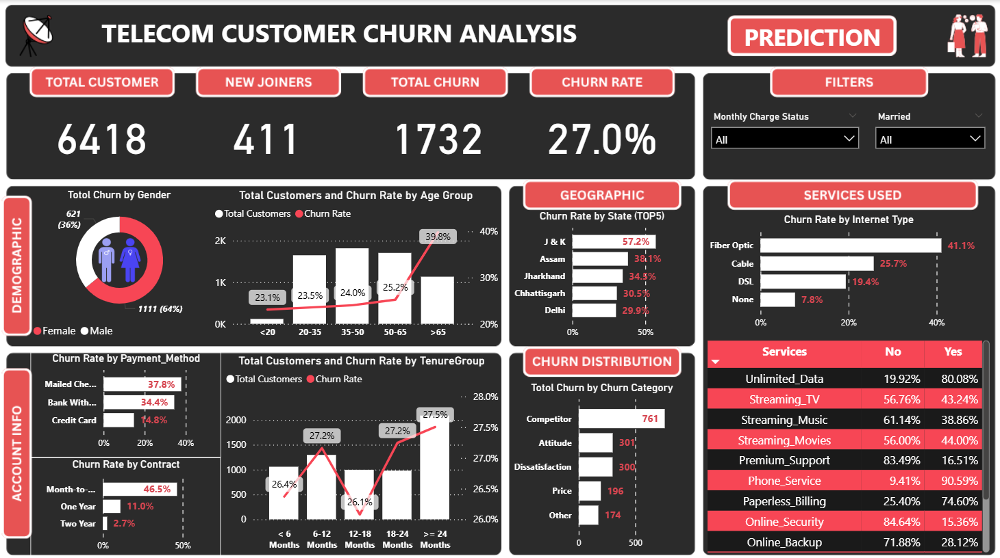 TELECOM CUSTOMER CHURN ANALYSIS
PREDICTION
TOTAL CUSTOMER
NEW JOINERS
TOTAL CHURN
CHURN RATE
6418
411
1732
27.0%
FILTERS
Monthly Charge Status
All
Married
All
DEMOGRAPHIC
Totol Churn by Gender
621
(36%)
1111 (64%)
Female
Male
Total Customers and Churn Rate by Age Group
Total Customers
Churn Rate
2K
1K
0K
40%
30%
20%
23.1%
23.5%
24.0%
25.2%
39.8%
<20
20-35
35-50
50-65
>65
GEOGRAPHIC
Churn Rate by State (TOP5)
J & K
57.2%
Assam
38.1%
Jharkhand
34.5%
Chhattisgarh
30.5%
Delhi
29.9%
0%
50%
SERVICES USED
Churn Rate by Internet Type
Fiber Optic
41.1%
Cable
25.7%
DSL
19.4%
None
7.8%
0%
20%
40%
Services No Yes
Unlimited_Data 19.92% 80.08%
Streaming_TV 56.76% 43.24%
Streaming_Music 61.14% 38.86%
Streaming_Movies 56.00% 44.00%
Premium_Support 83.49% 16.51%
Phone_Service 9.41% 90.59%
Paperless_Billing 25.40% 74.60%
Online_Security 84.64% 15.36%
Online_Backup 71.88% 28.12%
ACCOUNT INFO
Churn Rate by Payment_Method
Mailed Che...
37.8%
Bank With...
34.4%
Credit Card
14.8%
0%
20%
40%
Churn Rate by Contract
Month-to-...
46.5%
One Year
11.0%
Two Year
2.7%
0%
50%
Total Customers and Churn Rate by TenureGroup
Total Customers
Churn Rate
2000
1500
1000
500
0
28.0%
27.5%
27.0%
26.5%
26.0%
26.4%
27.2%
26.1%
27.2%
27.5%
< 6
Months
6-12
Months
12-18
Months
18-24
Months
>= 24
Months
CHURN DISTRIBUTION
Totol Churn by Churn Category
Competitor
761
Attitude
301
Dissatisfaction
300
Price
196
Other
174
0
500